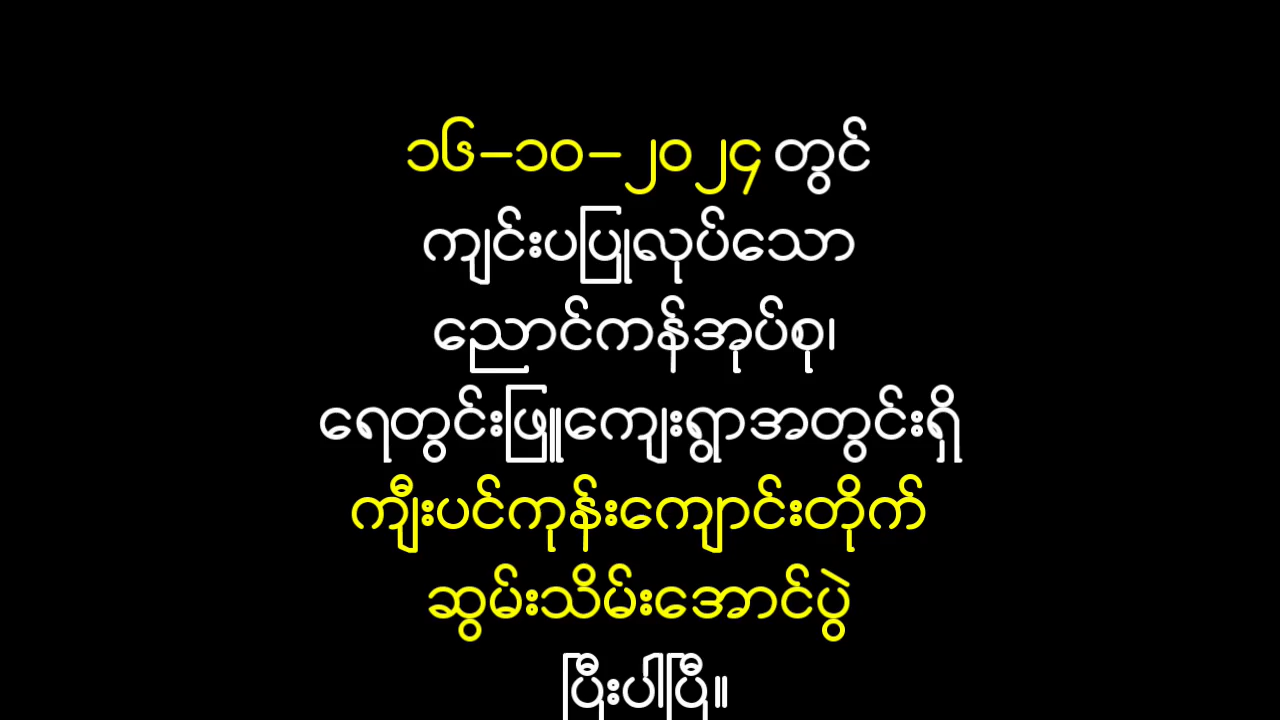 ၁၆-၁၀-၂၀၂၄ တွင်
ကျင်းပပြုလုပ်သော
ညောင်ကန်အုပ်စု၊
ရေတွင်းဖြူကျေးရွာအတွင်းရှိ
ကျီးပင်ကုန်းကျောင်းတိုက်
ဆွမ်းသိမ်းအောင်ပွဲ
ပြီးပါပြီ။